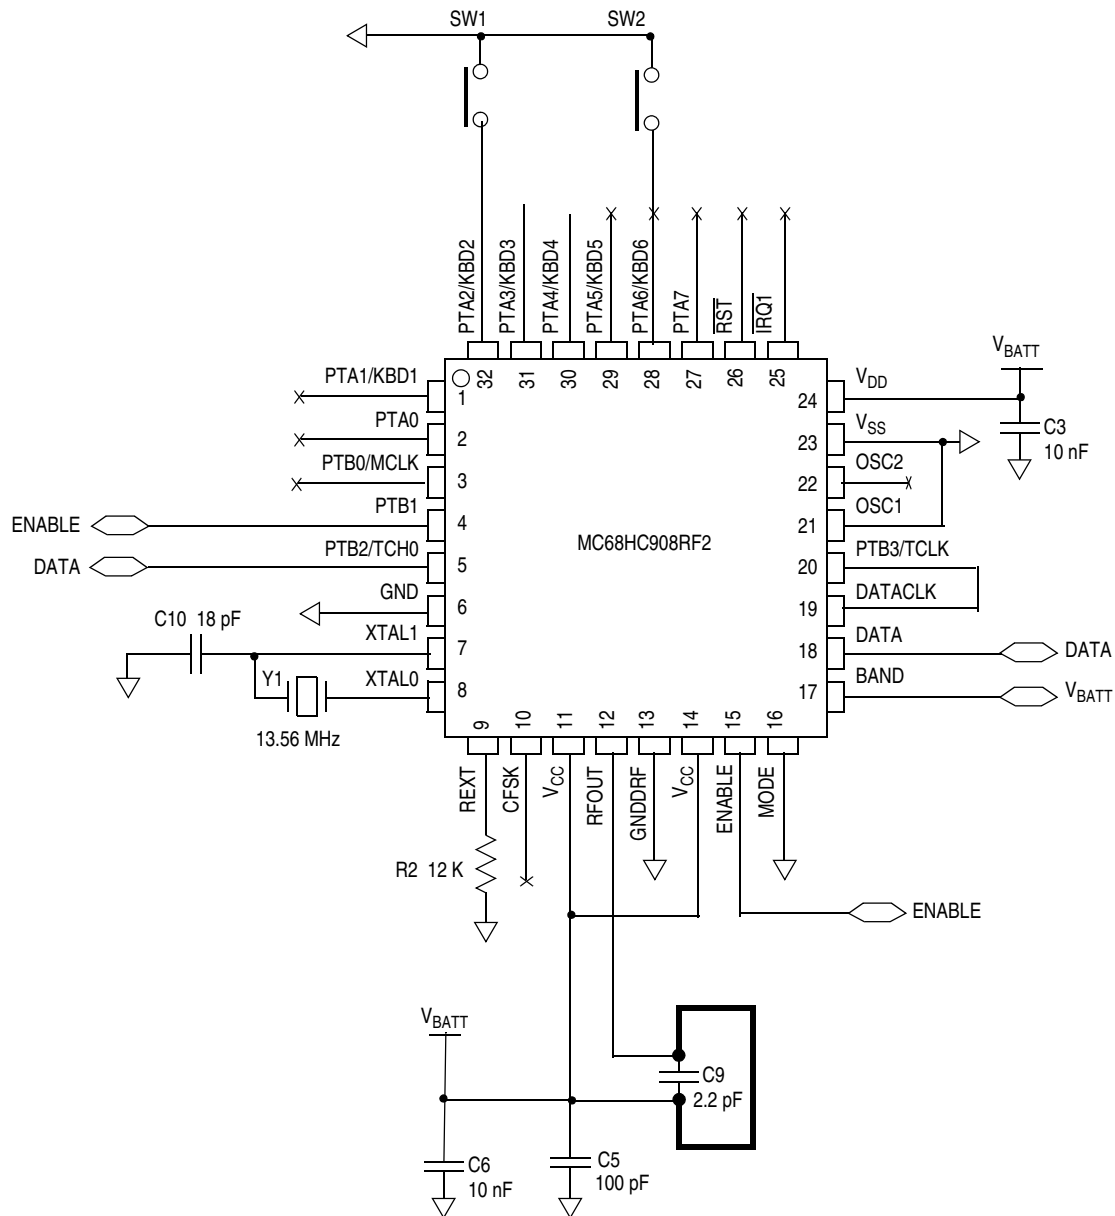 SW1
SW2
PTA2/KBD2
PTA3/KBD3
PTA4/KBD4
PTA5/KBD5
PTA6/KBD6
PTA7
RST
IRQ1
32
31
30
29
28
27
26
25
PTA1/KBD1
1
PTA0
2
PTB0/MCLK
3
PTB1
4
ENABLE
PTB2/TCH0
5
DATA
GND
6
XTAL1
7
C10 18 pF
XTAL0
8
Y1
13.56 MHz
MC68HC908RF2
VBATT
VDD
24
C3
10 nF
VSS
23
OSC2
22
OSC1
21
PTB3/TCLK
20
DATACLK
19
DATA
18
DATA
BAND
17
VBATT
9
10
11
12
13
14
15
16
REXT
CFSK
VCC
RFOUT
GNDDRF
VCC
ENABLE
MODE
R2 12 K
ENABLE
VBATT
C9
2.2 pF
C6
10 nF
C5
100 pF